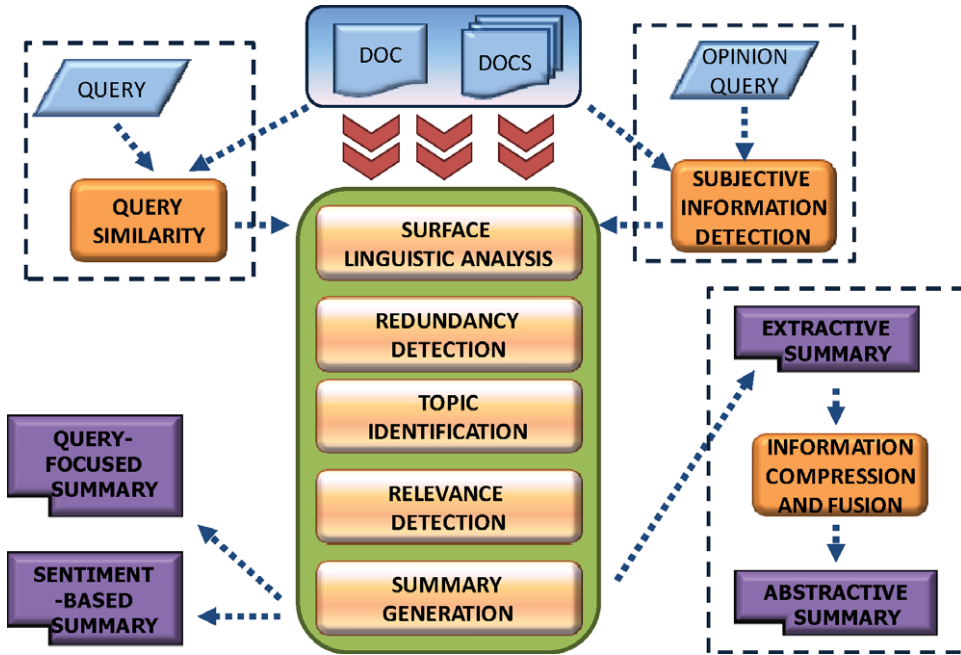 DOC
DOCS
QUERY
OPINION
QUERY
QUERY
SIMILARITY
SUBJECTIVE
INFORMATION
DETECTION
SURFACE
LINGUISTIC ANALYSIS
REDUNDANCY
DETECTION
TOPIC
IDENTIFICATION
RELEVANCE
DETECTION
SUMMARY
GENERATION
QUERY-
FOCUSED
SUMMARY
SENTIMENT
-BASED
SUMMARY
EXTRACTIVE
SUMMARY
INFORMATION
COMPRESSION
AND FUSION
ABSTRACTIVE
SUMMARY